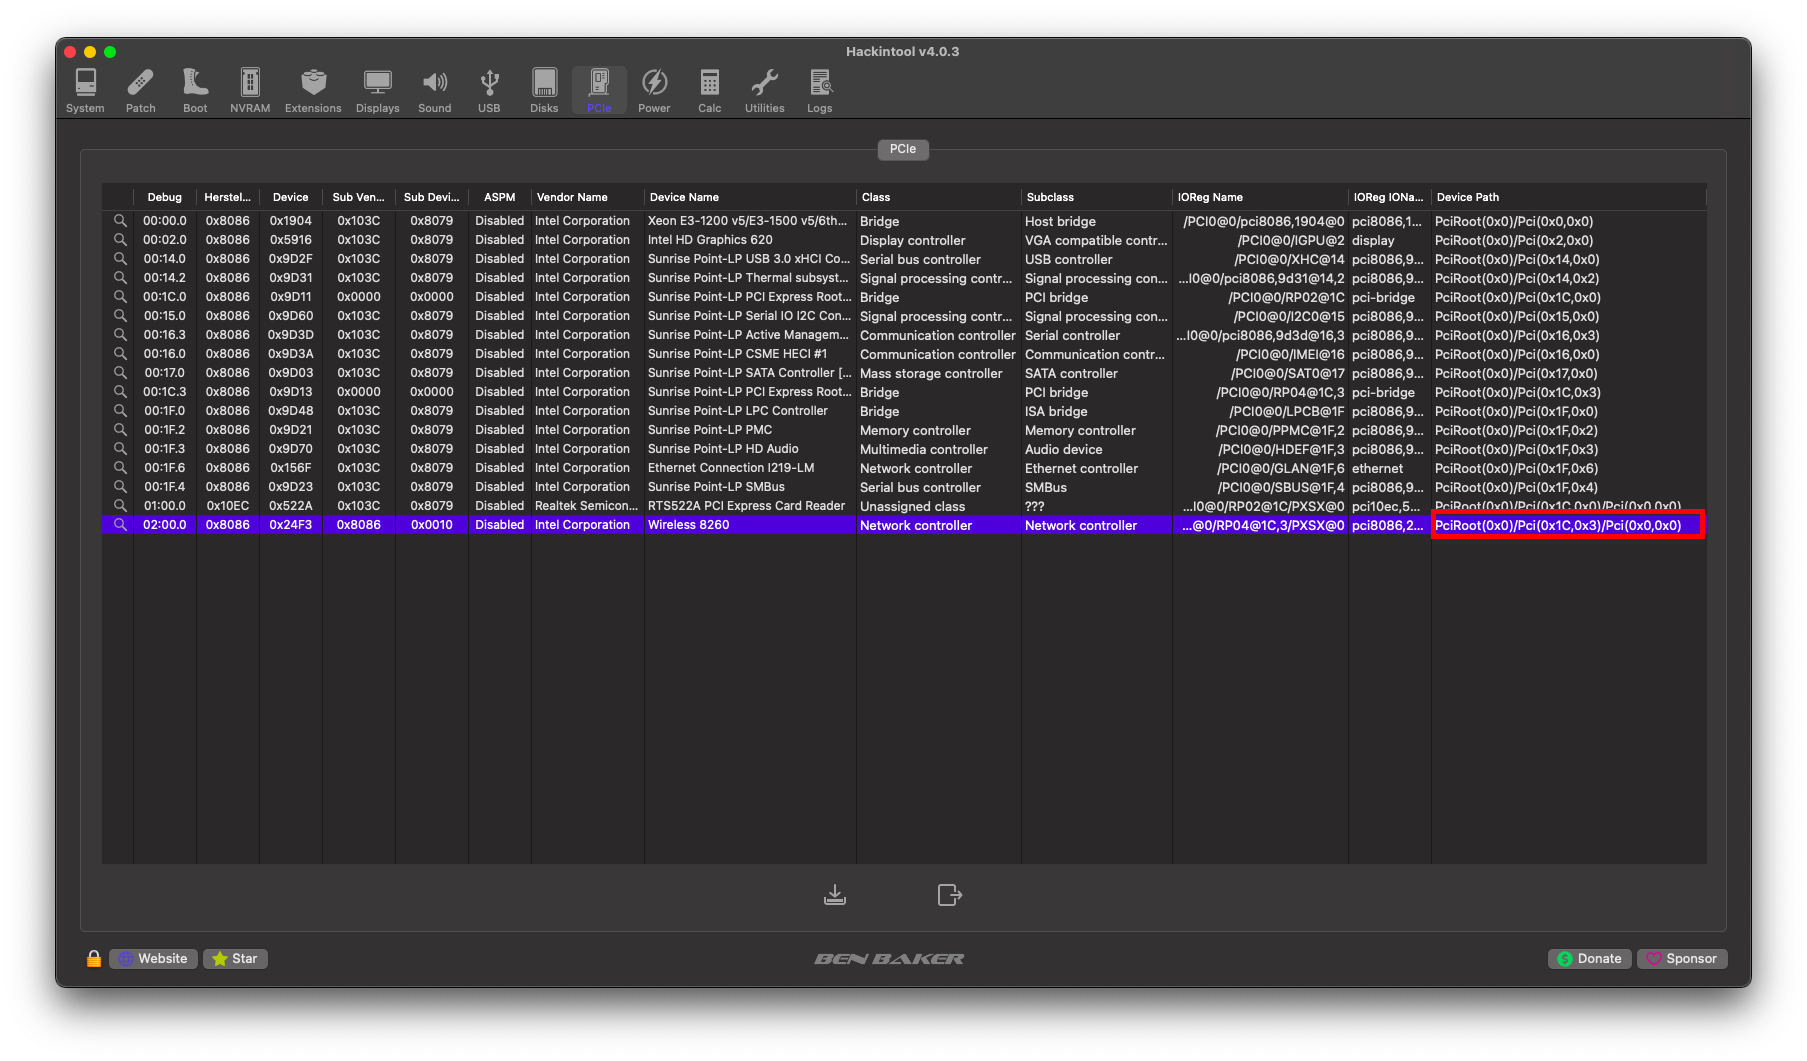 Hackintool v4.0.3
System Patch Boot NVRAM Extensions Displays Sound USB Disks PCIe Power Calc Utilities Logs
PCIe
Debug Herstel... Device Sub Ven... Sub Devi... ASPM Vendor Name Device Name Class Subclass IOReg Name IOReg IONa... Device Path
00:00.0 0x8086 0x1904 0x103C 0x8079 Disabled Intel Corporation Xeon E3-1200 v5/E3-1500 v5/6th... Bridge Host bridge /PCI0@0/pci8086,1904@0 pci8086,1... PciRoot(0x0)/Pci(0x0,0x0)
00:02.0 0x8086 0x5916 0x103C 0x8079 Disabled Intel Corporation Intel HD Graphics 620 Display controller VGA compatible contr... /PCI0@0/IGPU@2 display PciRoot(0x0)/Pci(0x2,0x0)
00:14.0 0x8086 0x9D2F 0x103C 0x8079 Disabled Intel Corporation Sunrise Point-LP USB 3.0 xHCI Co... Serial bus controller USB controller /PCI0@0/XHC@14 pci8086,9... PciRoot(0x0)/Pci(0x14,0x0)
00:14.2 0x8086 0x9D31 0x103C 0x8079 Disabled Intel Corporation Sunrise Point-LP Thermal subsyst... Signal processing contr... Signal processing con... ...I0@0/pci8086,9d31@14,2 pci8086,9... PciRoot(0x0)/Pci(0x14,0x2)
00:1C.0 0x8086 0x9D11 0x0000 0x0000 Disabled Intel Corporation Sunrise Point-LP PCI Express Root... Bridge PCI bridge /PCI0@0/RP02@1C pci-bridge PciRoot(0x0)/Pci(0x1C,0x0)
00:15.0 0x8086 0x9D60 0x103C 0x8079 Disabled Intel Corporation Sunrise Point-LP Serial IO I2C Con... Signal processing contr... Signal processing con... /PCI0@0/I2C0@15 pci8086,9... PciRoot(0x0)/Pci(0x15,0x0)
00:16.3 0x8086 0x9D3D 0x103C 0x8079 Disabled Intel Corporation Sunrise Point-LP Active Managem... Communication controller Serial controller ...I0@0/pci8086,9d3d@16,3 pci8086,9... PciRoot(0x0)/Pci(0x16,0x3)
00:16.0 0x8086 0x9D3A 0x103C 0x8079 Disabled Intel Corporation Sunrise Point-LP CSME HECI #1 Communication controller Communication contr... /PCI0@0/IMEI@16 pci8086,9... PciRoot(0x0)/Pci(0x16,0x0)
00:17.0 0x8086 0x9D03 0x103C 0x8079 Disabled Intel Corporation Sunrise Point-LP SATA Controller [... Mass storage controller SATA controller /PCI0@0/SAT0@17 pci8086,9... PciRoot(0x0)/Pci(0x17,0x0)
00:1C.3 0x8086 0x9D13 0x0000 0x0000 Disabled Intel Corporation Sunrise Point-LP PCI Express Root... Bridge PCI bridge /PCI0@0/RP04@1C,3 pci-bridge PciRoot(0x0)/Pci(0x1C,0x3)
00:1F.0 0x8086 0x9D48 0x103C 0x8079 Disabled Intel Corporation Sunrise Point-LP LPC Controller Bridge ISA bridge /PCI0@0/LPCB@1F pci8086,9... PciRoot(0x0)/Pci(0x1F,0x0)
00:1F.2 0x8086 0x9D21 0x103C 0x8079 Disabled Intel Corporation Sunrise Point-LP PMC Memory controller Memory controller /PCI0@0/PPMC@1F,2 pci8086,9... PciRoot(0x0)/Pci(0x1F,0x2)
00:1F.3 0x8086 0x9D70 0x103C 0x8079 Disabled Intel Corporation Sunrise Point-LP HD Audio Multimedia controller Audio device /PCI0@0/HDEF@1F,3 pci8086,9... PciRoot(0x0)/Pci(0x1F,0x3)
00:1F.6 0x8086 0x156F 0x103C 0x8079 Disabled Intel Corporation Ethernet Connection I219-LM Network controller Ethernet controller /PCI0@0/GLAN@1F,6 ethernet PciRoot(0x0)/Pci(0x1F,0x6)
00:1F.4 0x8086 0x9D23 0x103C 0x8079 Disabled Intel Corporation Sunrise Point-LP SMBus Serial bus controller SMBus /PCI0@0/SBUS@1F,4 pci8086,9... PciRoot(0x0)/Pci(0x1F,0x4)
01:00.0 0x10EC 0x522A 0x103C 0x8079 Disabled Realtek Semicon... RTS522A PCI Express Card Reader Unassigned class ??? ...I0@0/RP02@1C/PXSX@0 pci10ec,5... PciRoot(0x0)/Pci(0x1C,0x0)/Pci(0x0,0x0)
02:00.0 0x8086 0x24F3 0x8086 0x0010 Disabled Intel Corporation Wireless 8260 Network controller Network controller ...@0/RP04@1C,3/PXSX@0 pci8086,2... PciRoot(0x0)/Pci(0x1C,0x3)/Pci(0x0,0x0)
Website Star BEN BAKER Donate Sponsor